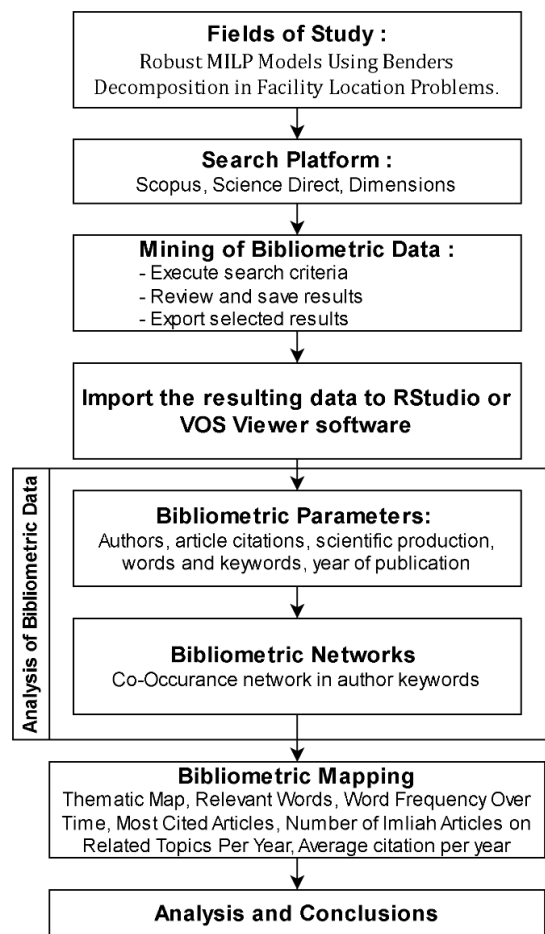 Fields of Study :
Robust MILP Models Using Benders
Decomposition in Facility Location Problems.
Search Platform :
Scopus, Science Direct, Dimensions
Mining of Bibliometric Data :
- Execute search criteria
- Review and save results
- Export selected results
Import the resulting data to RStudio or
VOS Viewer software
Analysis of Bibliometric Data
Bibliometric Parameters:
Authors, article citations, scientific production,
words and keywords, year of publication
Bibliometric Networks
Co-Occurance network in author keywords
Bibliometric Mapping
Thematic Map, Relevant Words, Word Frequency Over
Time, Most Cited Articles, Number of Imliah Articles on
Related Topics Per Year, Average citation per year
Analysis and Conclusions